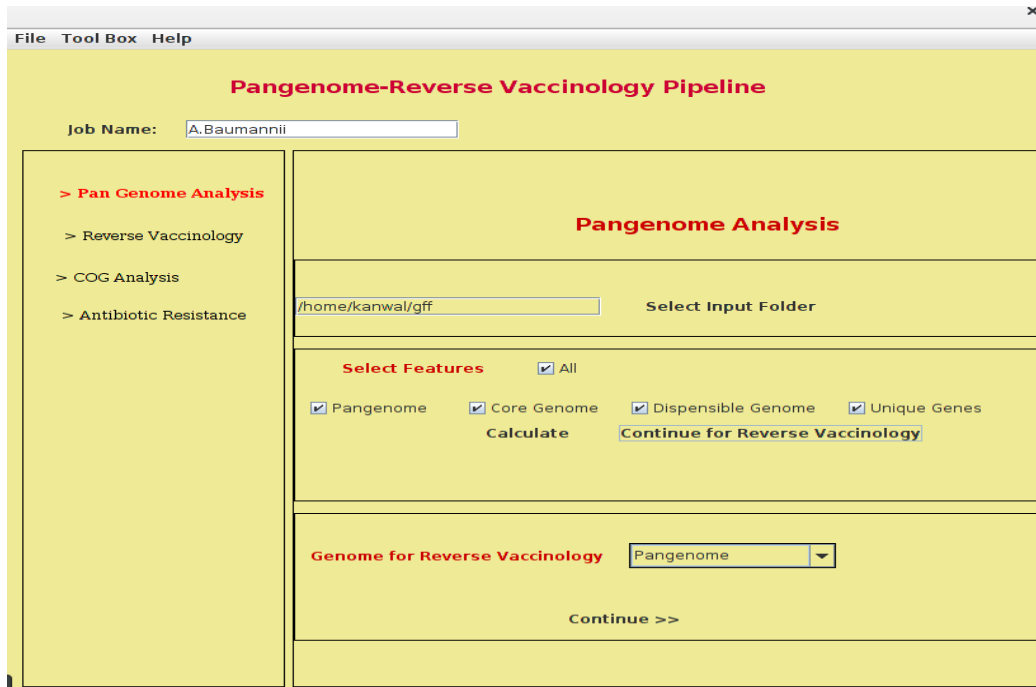 File Tool Box Help
Pangenome-Reverse Vaccinology Pipeline
Job Name: A.Baumannii
> Pan Genome Analysis
> Reverse Vaccinology
> COG Analysis
> Antibiotic Resistance
Pangenome Analysis
/home/kanwal/gff Select Input Folder
Select Features All
Pangenome Core Genome Dispensible Genome Unique Genes
Calculate Continue for Reverse Vaccinology
Genome for Reverse Vaccinology Pangenome
Continue >>